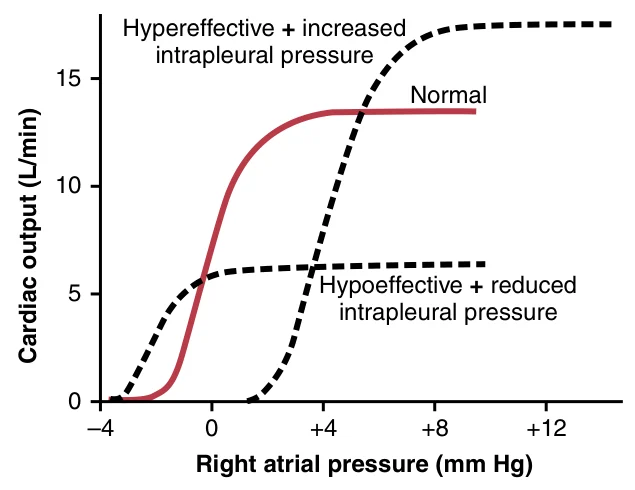 Hypereffective + increased
intrapleural pressure
Normal
Hypoeffective + reduced
intrapleural pressure
Cardiac output (L/min)
15
10
5
0
–4
0
+4
+8
+12
Right atrial pressure (mm Hg)